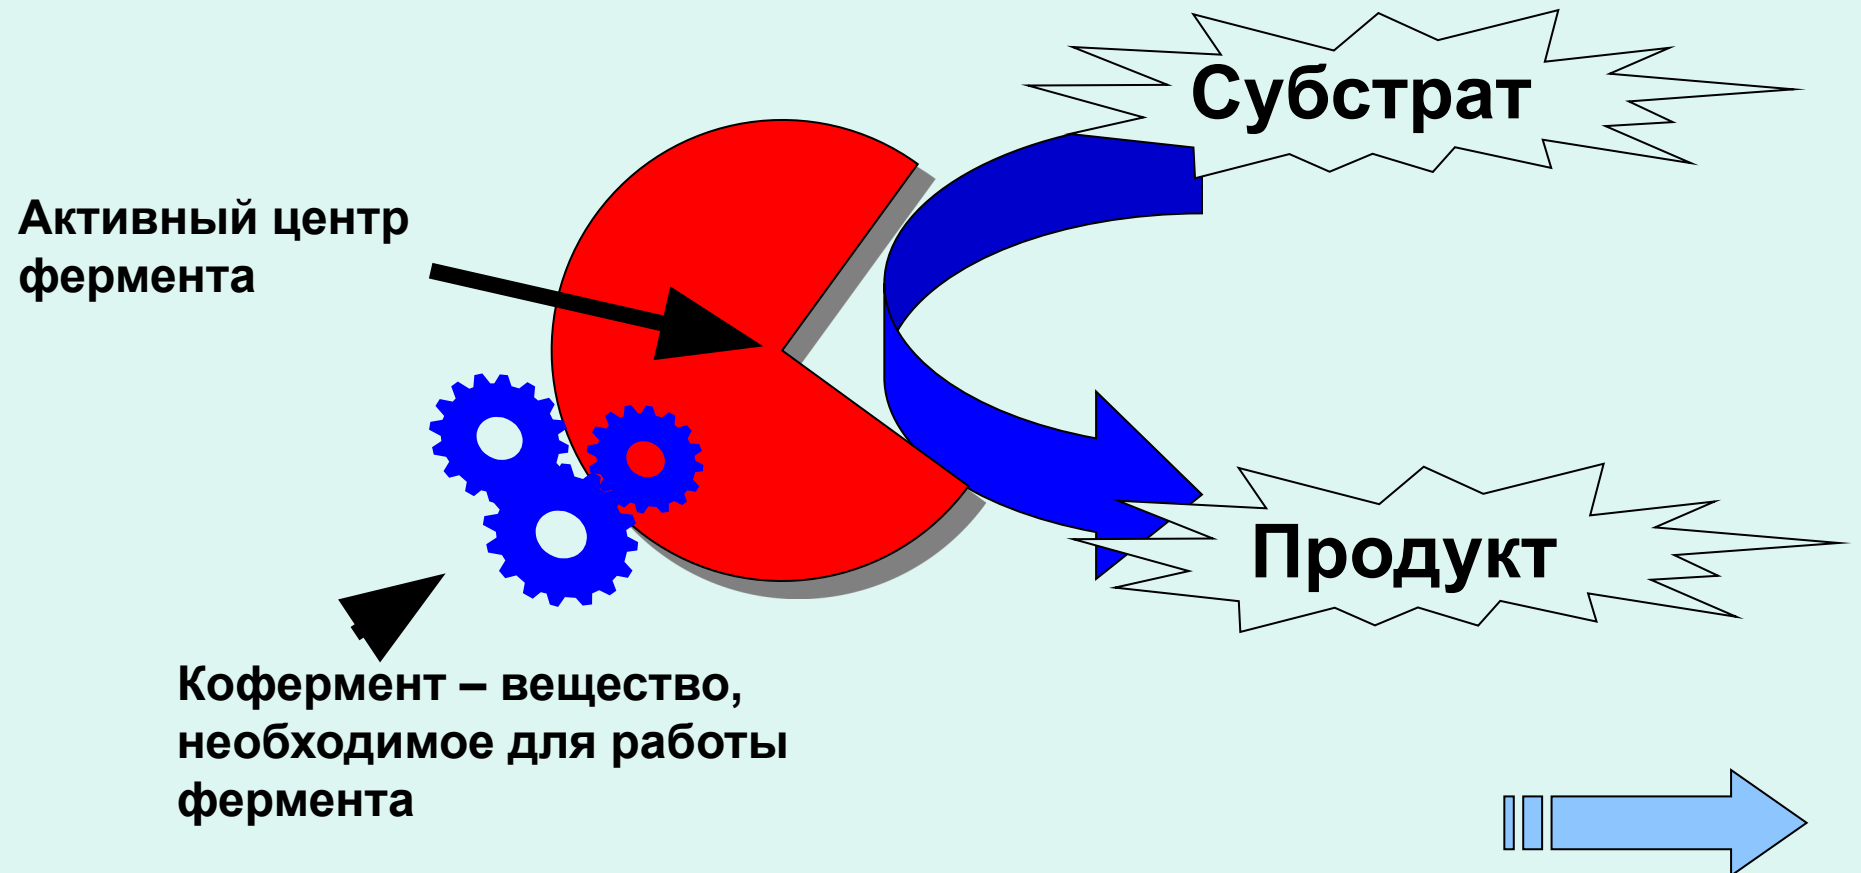 Субстрат
Активный центр
фермента
Продукт
Кофермент – вещество,
необходимое для работы
фермента